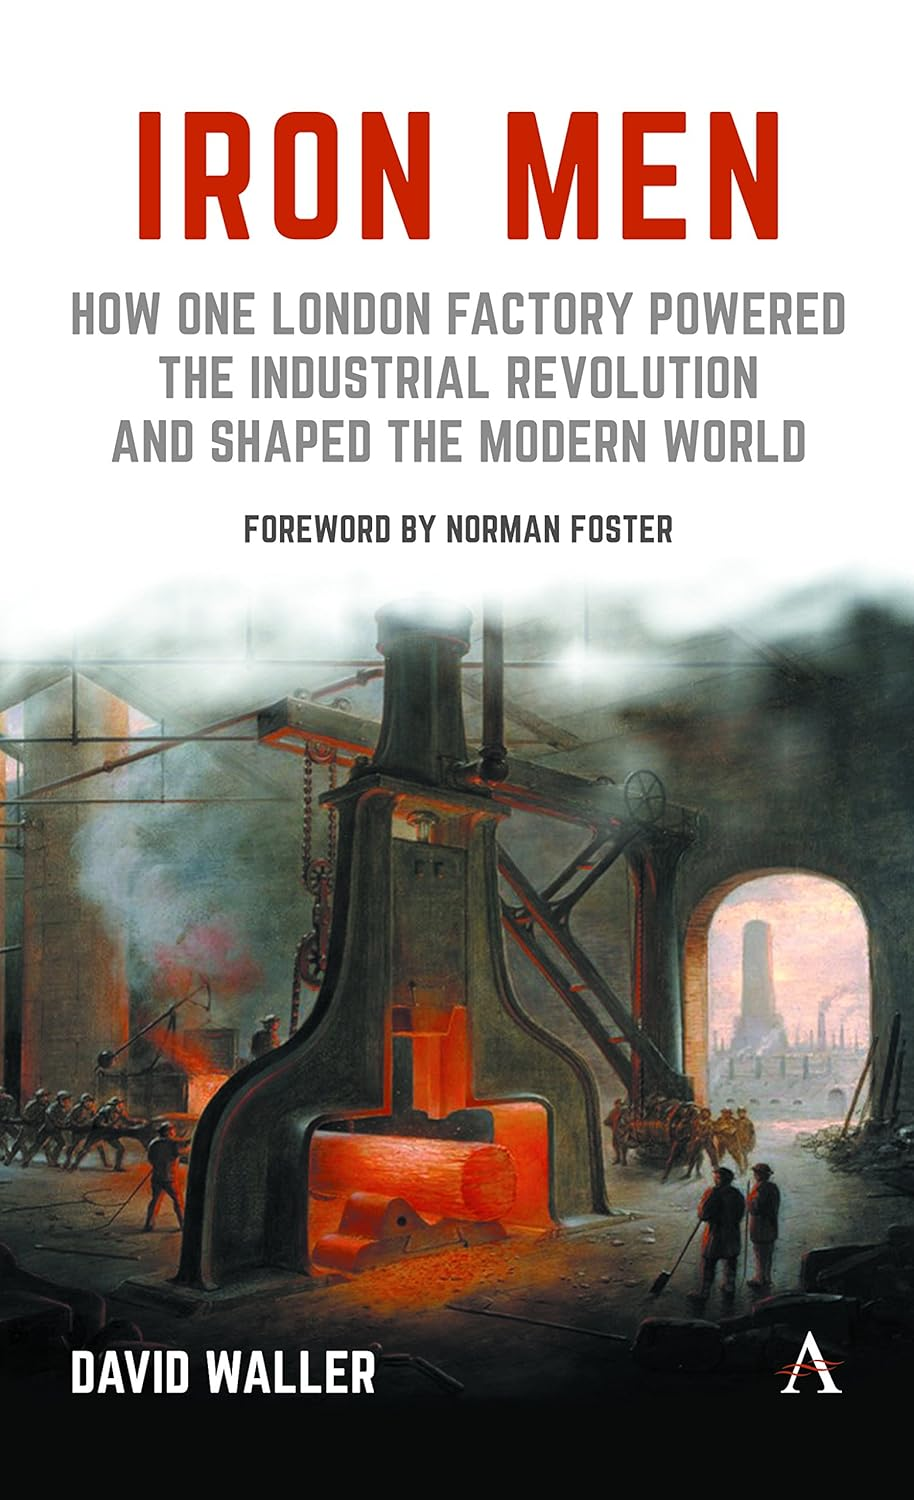 IRON MEN
HOW ONE LONDON FACTORY POWERED
THE INDUSTRIAL REVOLUTION
AND SHAPED THE MODERN WORLD
FOREWORD BY NORMAN FOSTER
DAVID WALLER
A